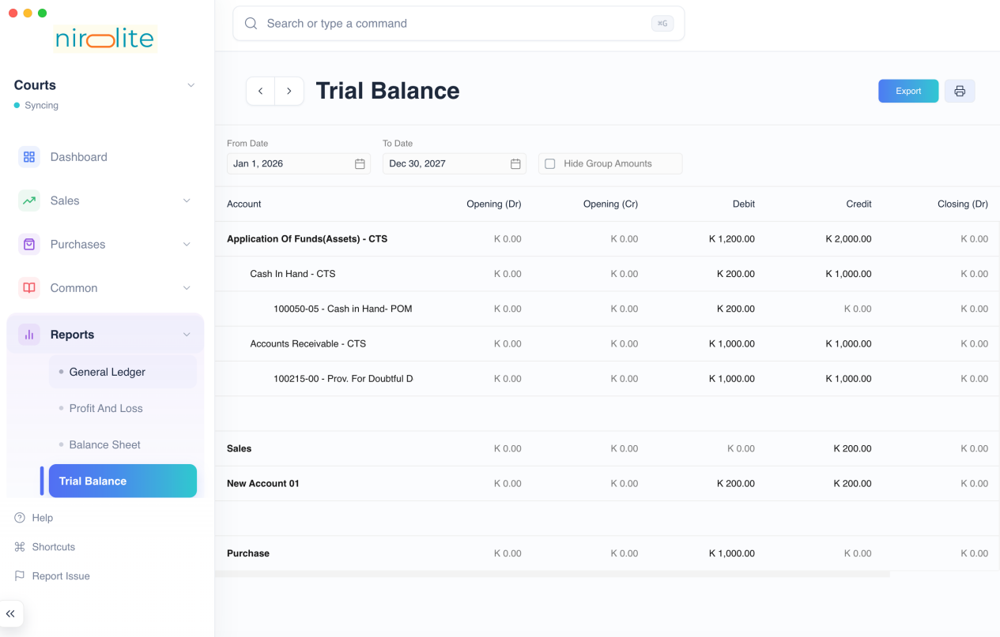 nirolite
Search or type a command
⌘G
Courts
Syncing
Dashboard
Sales
Purchases
Common
Reports
General Ledger
Profit And Loss
Balance Sheet
Trial Balance
Help
Shortcuts
Report Issue
Trial Balance
Export
From Date
To Date
Jan 1, 2026
Dec 30, 2027
Hide Group Amounts
Account Opening (Dr) Opening (Cr) Debit Credit Closing (Dr)
Application Of Funds(Assets) - CTS K 0.00 K 0.00 K 1,200.00 K 2,000.00 K 0.00
Cash In Hand - CTS K 0.00 K 0.00 K 200.00 K 1,000.00 K 0.00
100050-05 - Cash in Hand- POM K 0.00 K 0.00 K 200.00 K 0.00 K 0.00
Accounts Receivable - CTS K 0.00 K 0.00 K 1,000.00 K 1,000.00 K 0.00
100215-00 - Prov. For Doubtful D K 0.00 K 0.00 K 1,000.00 K 1,000.00 K 0.00
Sales K 0.00 K 0.00 K 0.00 K 200.00 K 0.00
New Account 01 K 0.00 K 0.00 K 200.00 K 200.00 K 0.00
Purchase K 0.00 K 0.00 K 1,000.00 K 0.00 K 0.00